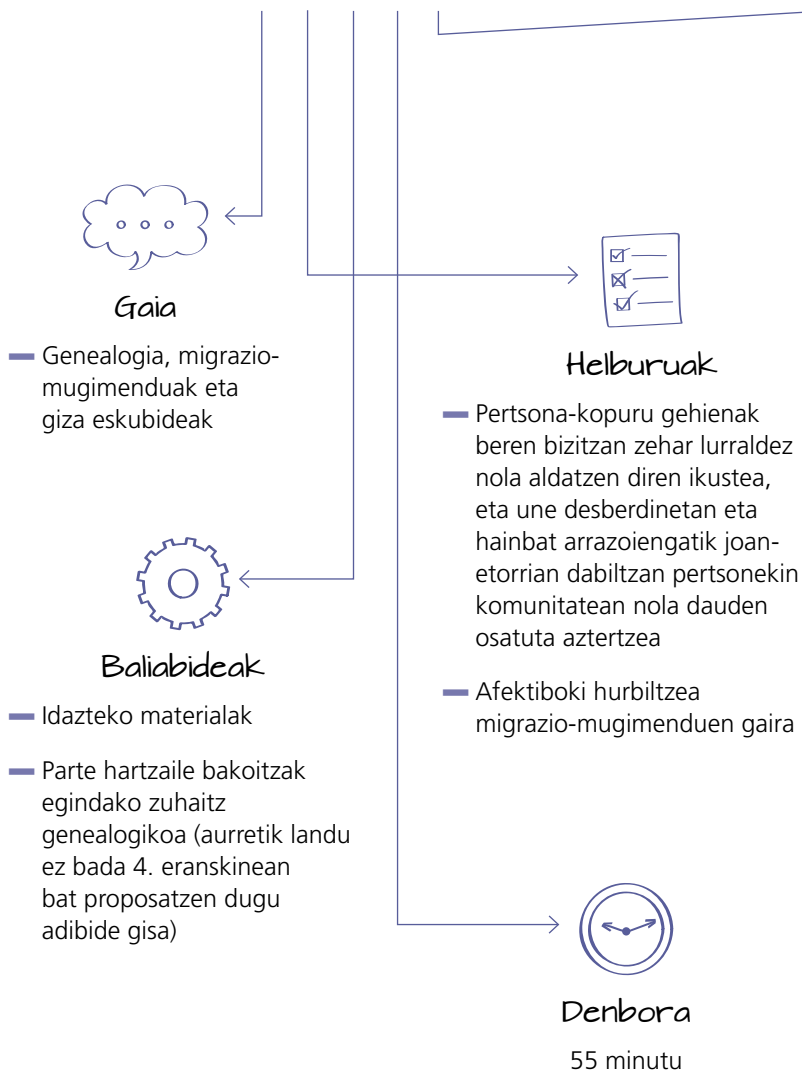 Gaia
Genealogia, migrazio-
mugimenduak eta
giza eskubideak
Baliabideak
Idazteko materialak
Parte hartzaile bakoitzak
egindako zuhaitz
genealogikoa (aurretik landu
ez bada 4. eranskinean
bat proposatzen dugu
adibide gisa)
Helburuak
Pertsona-kopuru gehienak
beren bizitzan zehar lurraldez
nola aldatzen diren ikustea,
eta une desberdinetan eta
hainbat arrazoiengatik joan-
etorrian dabiltzan pertsonekin
komunitatean nola dauden
osatuta aztertzea
Afektiboki hurbiltzea
migrazio-mugimenduen gaira
Denbora
55 minutu